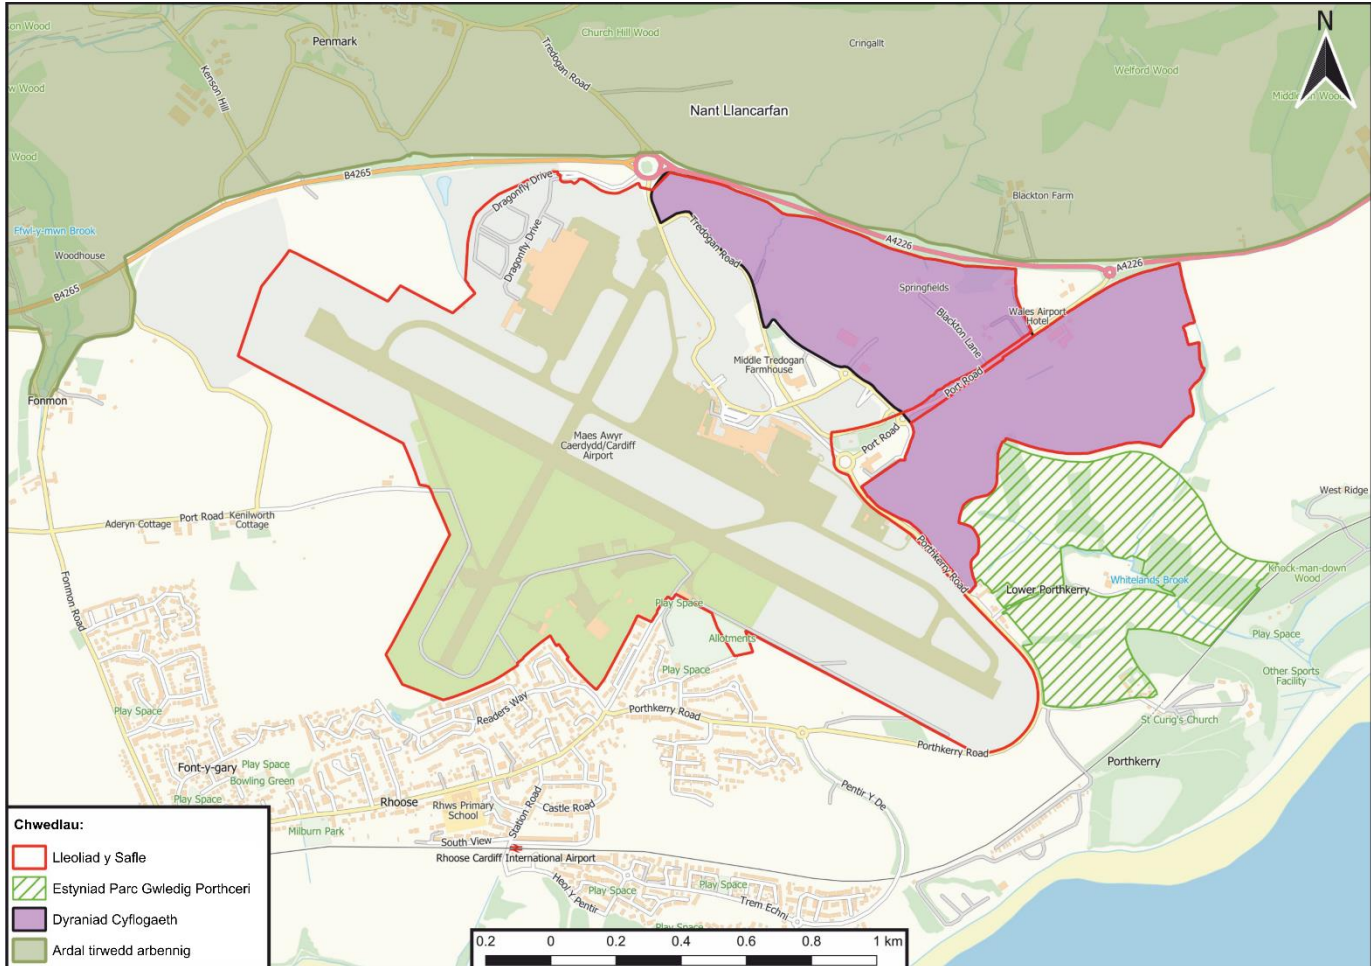 Penmark
Church Hill Wood
Cringallt
N
Wood
Kenson Hill
Tredogan Road
Welford Wood
Nant Llancarfan
Wood
B4265
Dragonfly Drive
Blackton Farm
Ffwl-y-mwn Brook
Woodhouse
Dragonfly Drive
Tredogan Road
A4226
A4226
B4265
Springfields
Blackton Lane
Wales Airport
Hotel
Middle Tredogan
Farmhouse
Port Road
Fonmon
Maes Awyr
Caerdydd/Cardiff
Airport
Port Road
West Ridge
Aderyn Cottage
Port Road
Kenilworth
Cottage
Porthkerry Road
Knock-man-down
Wood
Whitelands Brook
Lower Porthkerry
Fonmon Road
Play Space
Allotments
Play Space
Play Space
Other Sports
Facility
Readers Way
Porthkerry Road
Play Space
St Curig's Church
Porthkerry Road
Porthkerry
Font-y-gary
Play Space
Bowling Green
Play Space
Rhoose
Rhws Primary
School
Station Road
Castle Road
Pentir Y De
Milburn Park
South View
Rhoose Cardiff International Airport
Heol Y Pentir
Play Space
Play Space
Trem Echni
Play Space
Chwedlau:
Lleoliad y Safle
Estyniad Parc Gwledig Porthceri
Dyraniad Cyflogaeth
Ardal tirwedd arbennig
0.2 0 0.2 0.4 0.6 0.8 1 km